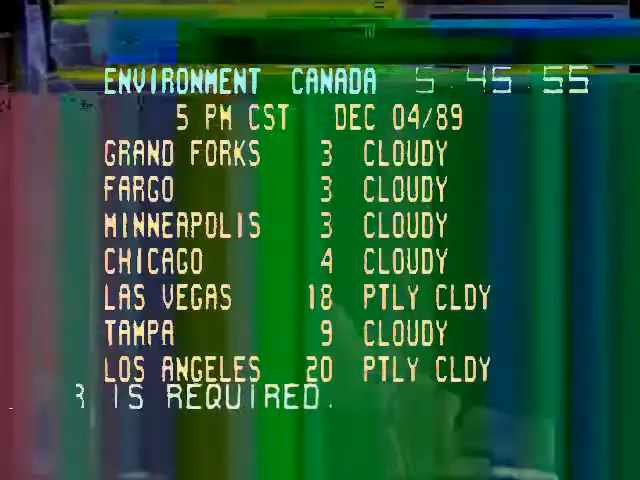 ENVIRONMENT CANADA 5 45 55
5 PM CST DEC 04/89
GRAND FORKS 3 CLOUDY
FARGO 3 CLOUDY
MINNEAPOLIS 3 CLOUDY
CHICAGO 4 CLOUDY
LAS VEGAS 18 PTLY CLDY
TAMPA 9 CLOUDY
LOS ANGELES 20 PTLY CLDY
IS REQUIRED.